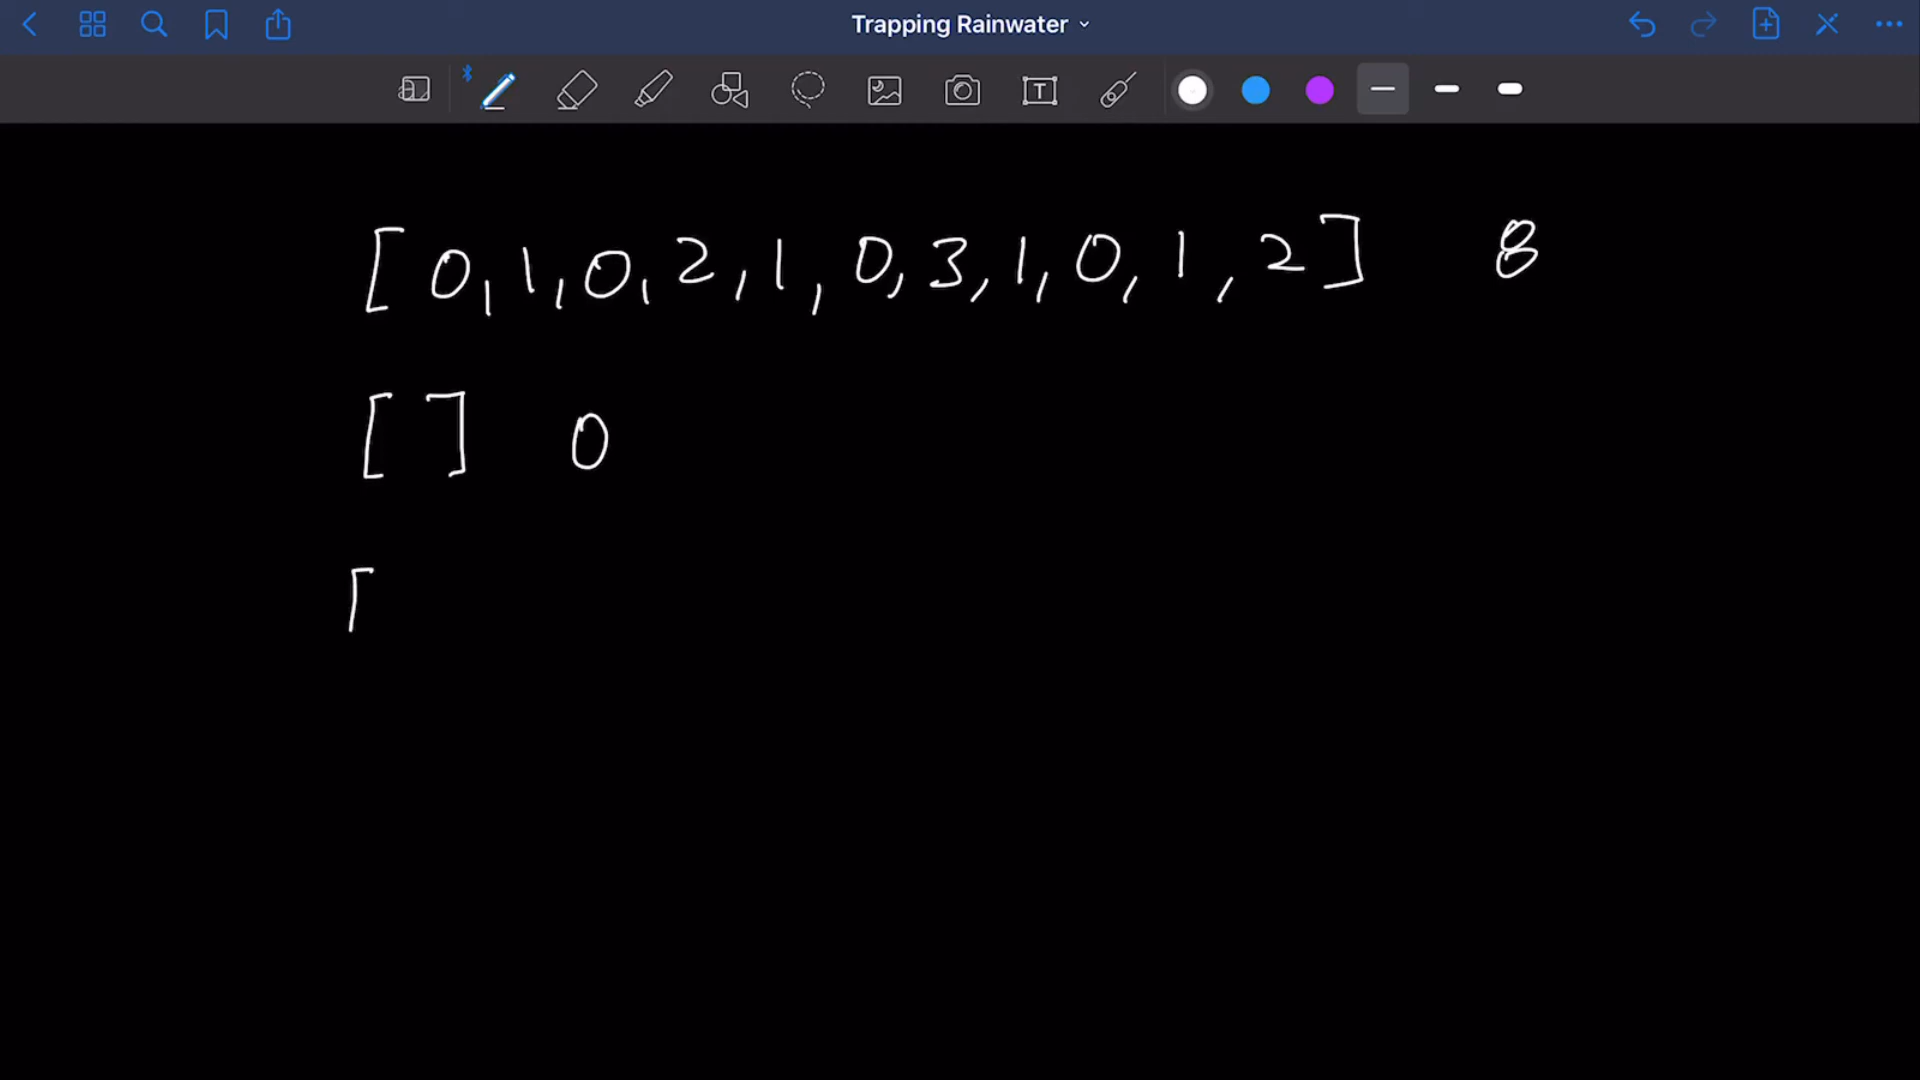 Trapping Rainwater
T
[0,1,0,2,1,0,3,1,0,1,2] 8
[] 0
[